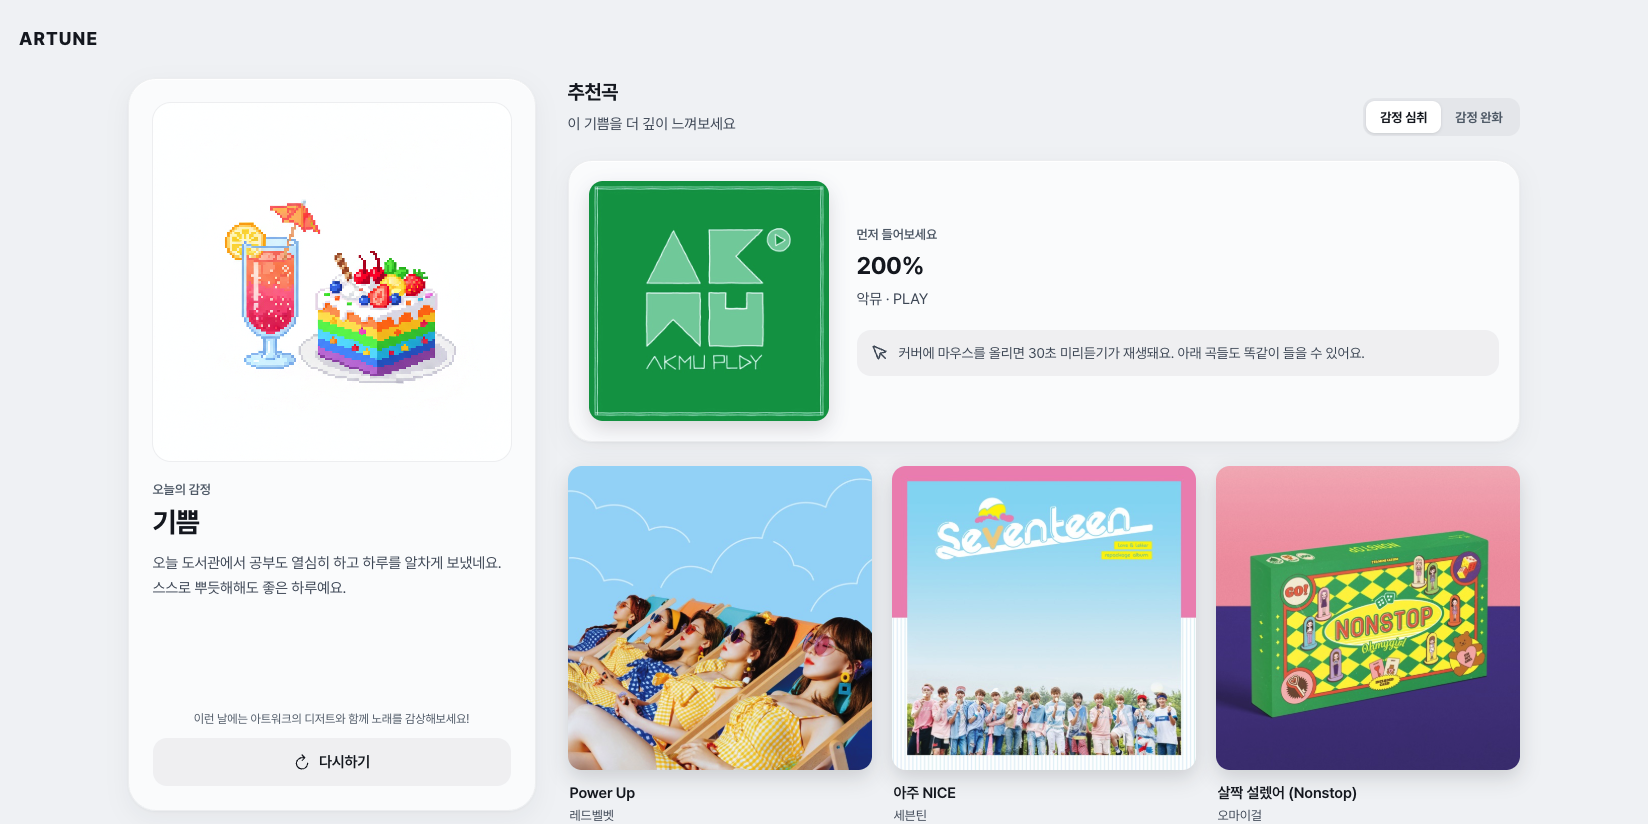 ARTUNE
오늘의 감정
기쁨
오늘 도서관에서 공부도 열심히 하고 하루를 알차게 보냈네요.
스스로 뿌듯해해도 좋은 하루예요.
이런 날에는 아트워크의 디저트와 함께 노래를 감상해보세요!
다시하기
추천곡
이 기쁨을 더 깊이 느껴보세요
감정 심취
감정 완화
AKMU
AKMU PLAY
먼저 들어보세요
200%
악뮤 · PLAY
커버에 마우스를 올리면 30초 미리듣기가 재생돼요. 아래 곡들도 똑같이 들을 수 있어요.
Power Up
레드벨벳
Seventeen
아주 NICE
세븐틴
GO!
NONSTOP
NONSTOP
Ohmygirl
살짝 설렜어 (Nonstop)
오마이걸